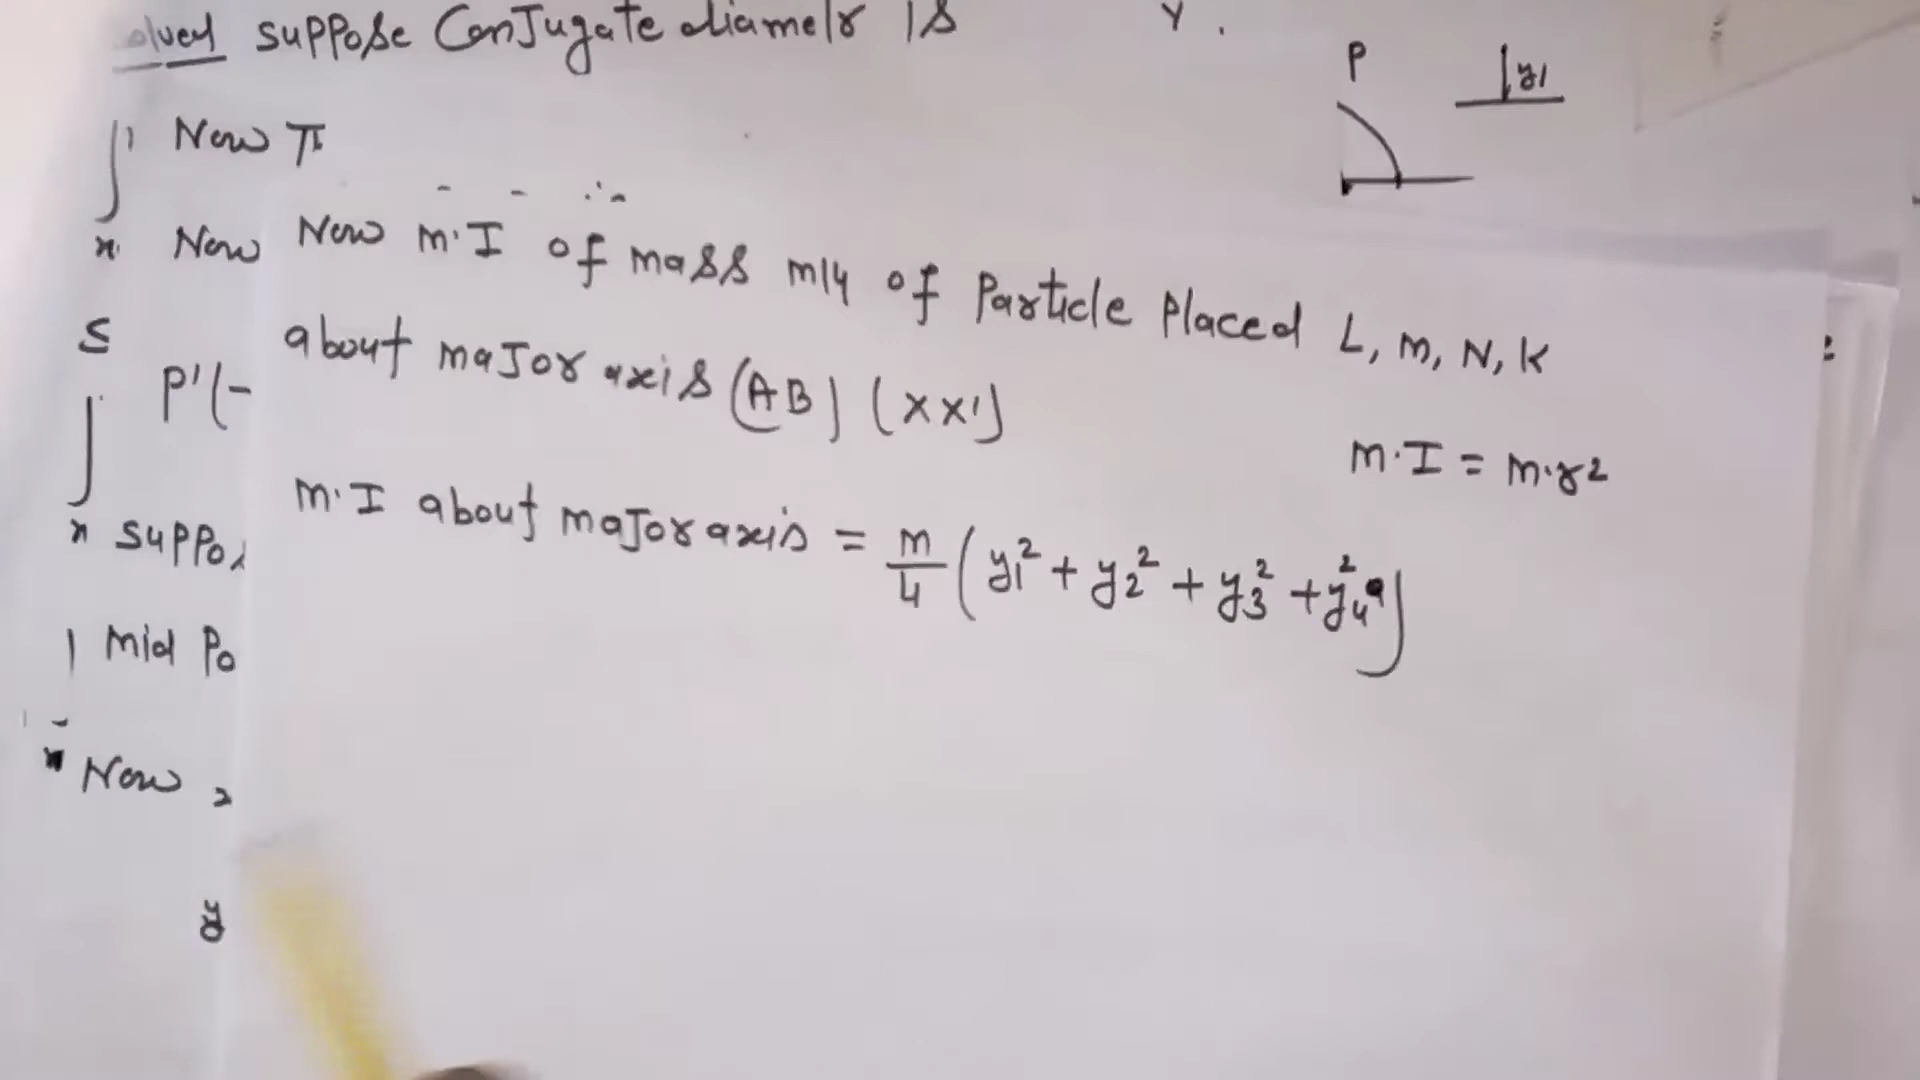 suppose Conjugate diameter is Y.
P y1
Now
Now
Now M.I of mass m/4 of Particle Placed L, M, N, K
about major axis (AB) (XX')
M.I = m.r²
M.I about major axis = m/4 (y1² + y2² + y3² + y4²)
S
P'(-
Mid Po
Now
y